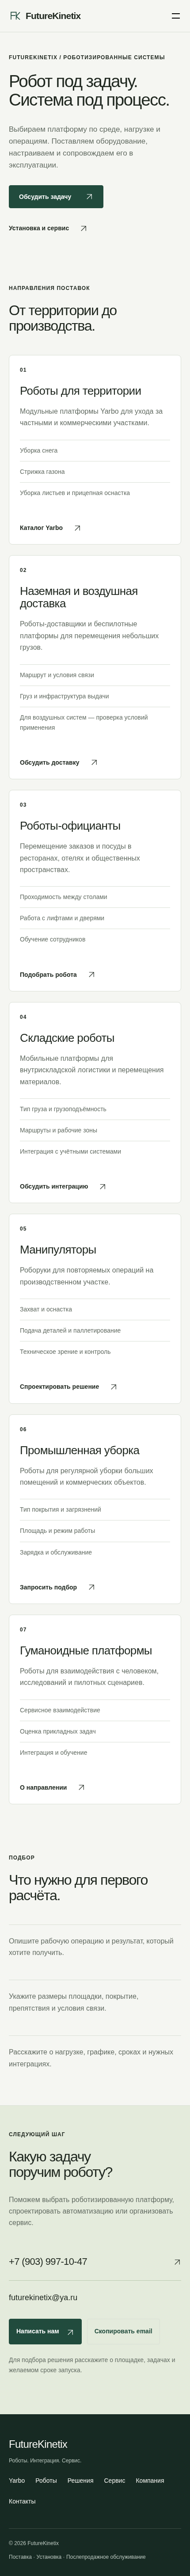 FutureKinetix
FUTUREKINETIX / РОБОТИЗИРОВАННЫЕ СИСТЕМЫ
Робот под задачу.
Система под процесс.
Выбираем платформу по среде, нагрузке и
операциям. Поставляем оборудование,
настраиваем и сопровождаем его в
эксплуатации.
Обсудить задачу
Установка и сервис
НАПРАВЛЕНИЯ ПОСТАВОК
От территории до
производства.
01
Роботы для территории
Модульные платформы Yarbo для ухода за
частными и коммерческими участками.
Уборка снега
Стрижка газона
Уборка листьев и прицепная оснастка
Каталог Yarbo
02
Наземная и воздушная
доставка
Роботы-доставщики и беспилотные
платформы для перемещения небольших
грузов.
Маршрут и условия связи
Груз и инфраструктура выдачи
Для воздушных систем — проверка условий
применения
Обсудить доставку
03
Роботы-официанты
Перемещение заказов и посуды в
ресторанах, отелях и общественных
пространствах.
Проходимость между столами
Работа с лифтами и дверями
Обучение сотрудников
Подобрать робота
04
Складские роботы
Мобильные платформы для
внутрискладской логистики и перемещения
материалов.
Тип груза и грузоподъёмность
Маршруты и рабочие зоны
Интеграция с учётными системами
Обсудить интеграцию
05
Манипуляторы
Роборуки для повторяемых операций на
производственном участке.
Захват и оснастка
Подача деталей и паллетирование
Техническое зрение и контроль
Спроектировать решение
06
Промышленная уборка
Роботы для регулярной уборки больших
помещений и коммерческих объектов.
Тип покрытия и загрязнений
Площадь и режим работы
Зарядка и обслуживание
Запросить подбор
07
Гуманоидные платформы
Роботы для взаимодействия с человеком,
исследований и пилотных сценариев.
Сервисное взаимодействие
Оценка прикладных задач
Интеграция и обучение
О направлении
ПОДБОР
Что нужно для первого
расчёта.
Опишите рабочую операцию и результат, который
хотите получить.
Укажите размеры площадки, покрытие,
препятствия и условия связи.
Расскажите о нагрузке, графике, сроках и нужных
интеграциях.
СЛЕДУЮЩИЙ ШАГ
Какую задачу
поручим роботу?
Поможем выбрать роботизированную платформу,
спроектировать автоматизацию или организовать
сервис.
+7 (903) 997-10-47
futurekinetix@ya.ru
Написать нам
Скопировать email
Для подбора решения расскажите о площадке, задачах и
желаемом сроке запуска.
FutureKinetix
Роботы. Интеграция. Сервис.
Yarbo Роботы Решения Сервис Компания
Контакты
© 2026 FutureKinetix
Поставка · Установка · Послепродажное обслуживание